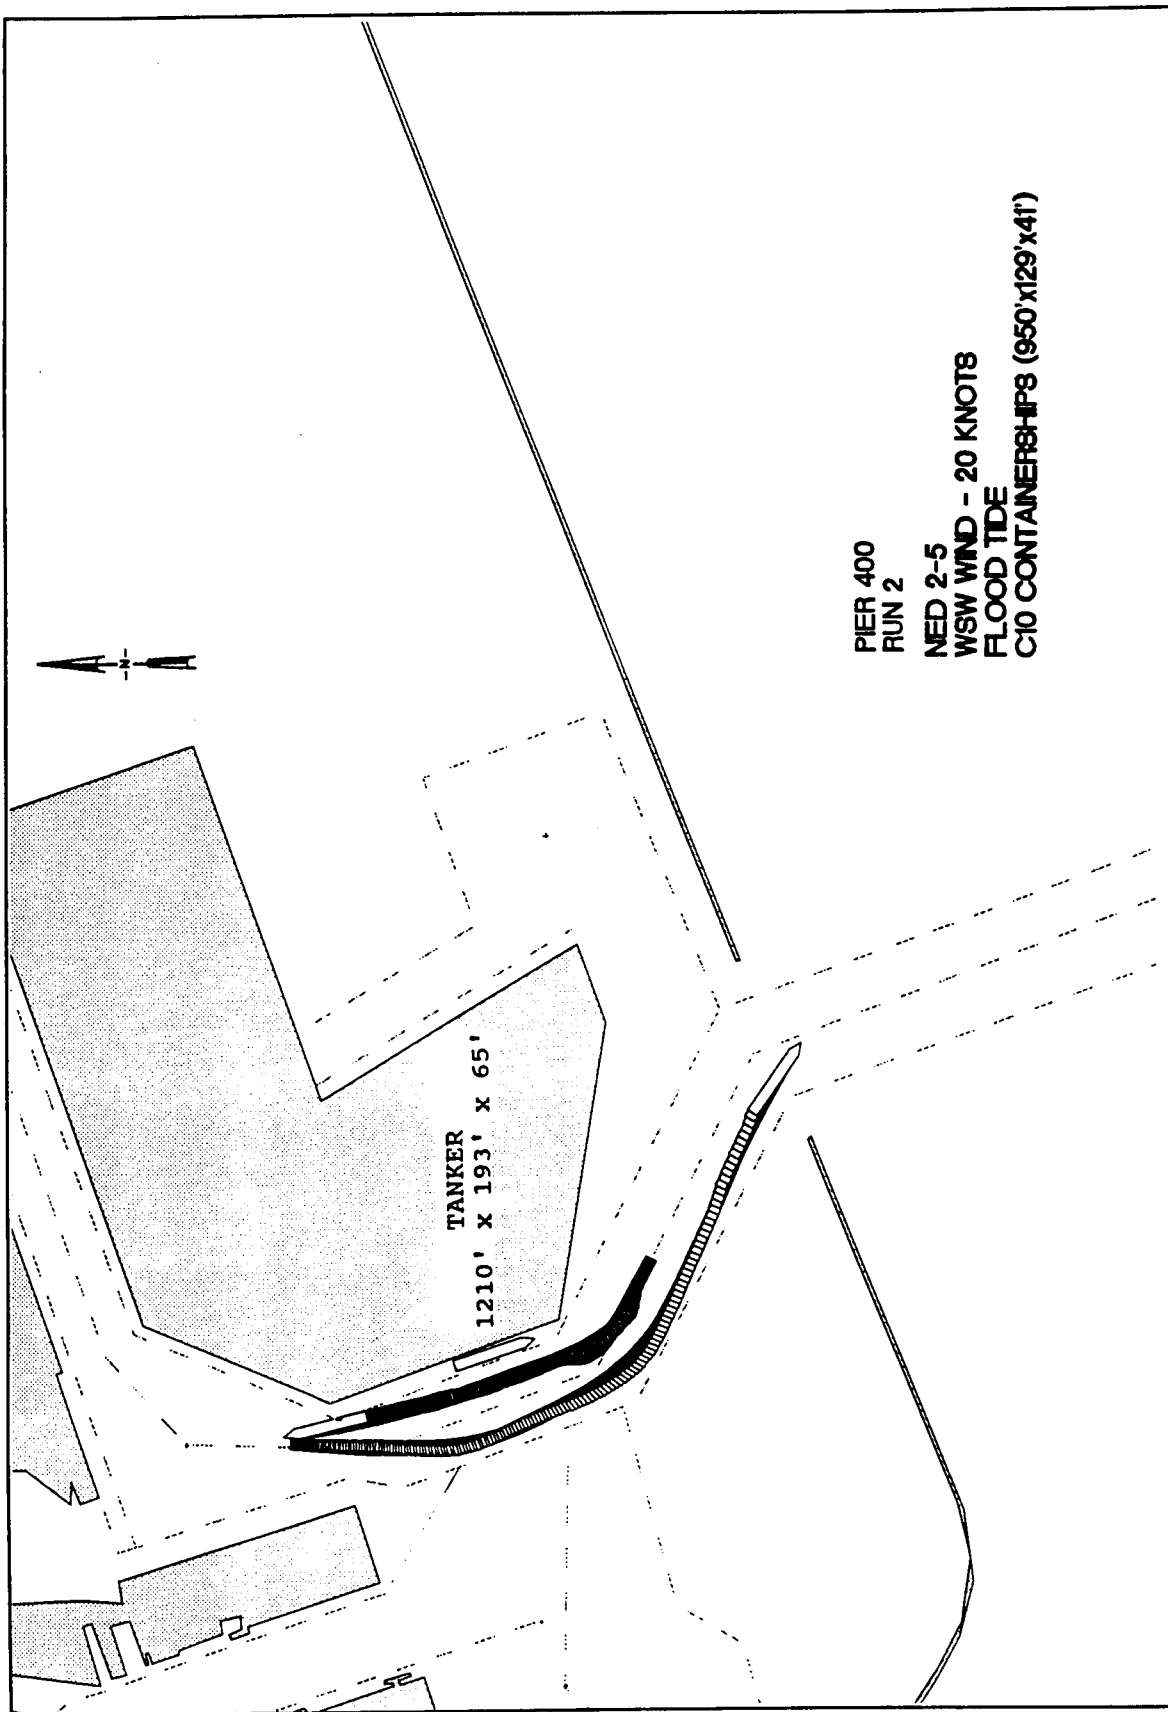 N
TANKER
1210' x 193' x 65'
PIER 400
RUN 2
NED 2-5
WSW WIND - 20 KNOTS
FLOOD TIDE
C10 CONTAINERSHIPS (950'x129'x41')